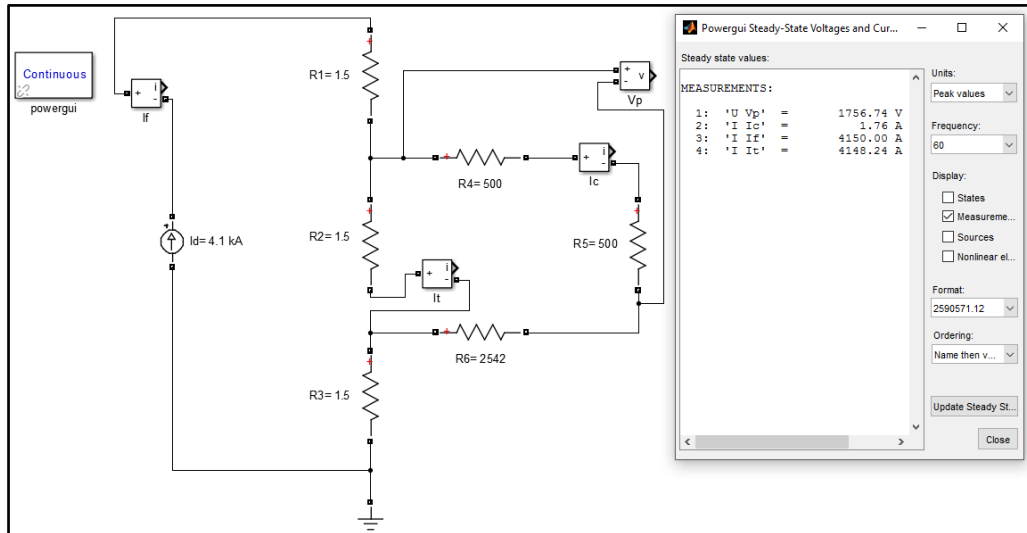 Continuous
powergui
+
i
-
If
Id= 4.1 kA
R1= 1.5
R2= 1.5
R3= 1.5
+
i
-
It
R4= 500
+
i
-
Ic
R5= 500
R6= 2542
+
-
v
Vp
Powergui Steady-State Voltages and Cur...
Steady state values:
MEASUREMENTS:
1: 'U Vp' = 1756.74 V
2: 'I Ic' = 1.76 A
3: 'I If' = 4150.00 A
4: 'I It' = 4148.24 A
Units:
Peak values
Frequency:
60
Display:
States
Measureme...
Sources
Nonlinear el...
Format:
2590571.12
Ordering:
Name then v...
Update Steady St...
Close